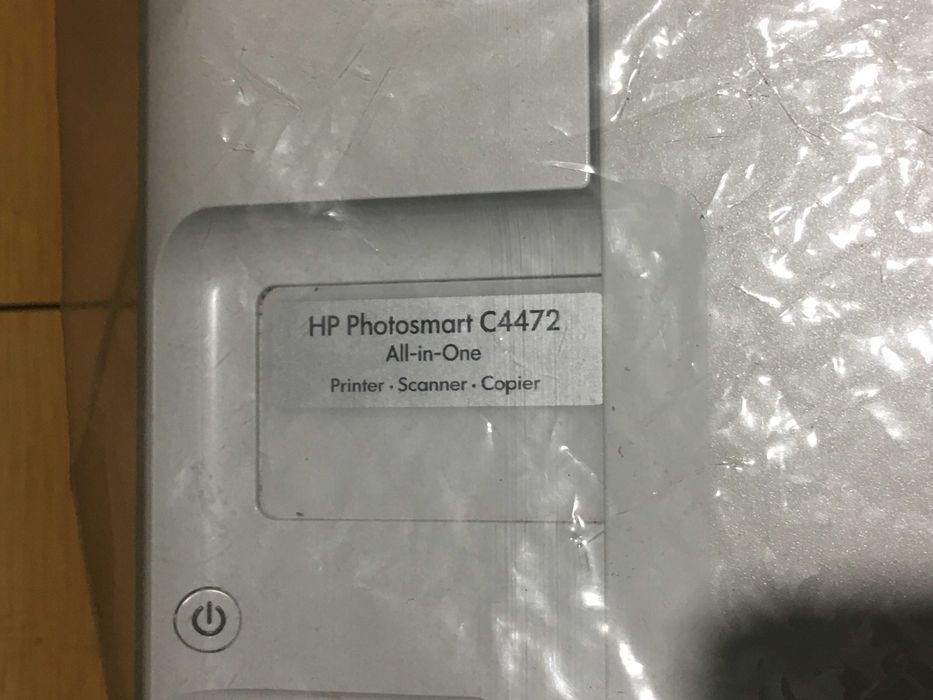 HP Photosmart C4472
All-in-One
Printer · Scanner · Copier